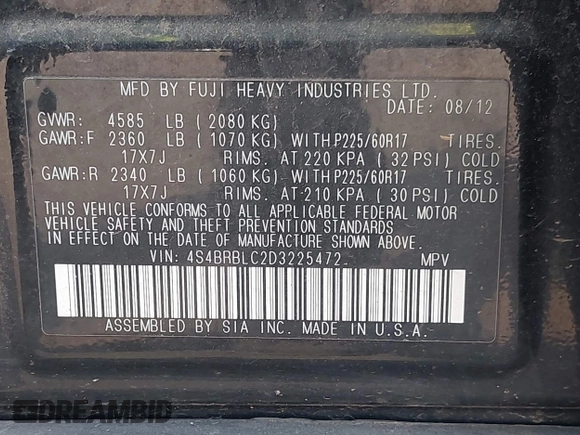 MFD BY FUJI HEAVY INDUSTRIES LTD.
DATE: 08/12
GVWR: 4585 LB ( 2080 KG)
GAWR:F 2360 LB ( 1070 KG) WITH P225/60R17 TIRES.
17X7J RIMS. AT 220 KPA ( 32 PSI) COLD
GAWR:R 2340 LB ( 1060 KG) WITH P225/60R17 TIRES.
17X7J RIMS. AT 210 KPA ( 30 PSI) COLD
THIS VEHICLE CONFORMS TO ALL APPLICABLE FEDERAL MOTOR
VEHICLE SAFETY AND THEFT PREVENTION STANDARDS
IN EFFECT ON THE DATE OF MANUFACTURE SHOWN ABOVE.
VIN: 4S4BRBLC2D3225472 MPV
ASSEMBLED BY SIA INC. MADE IN U.S.A.
DREAMBID